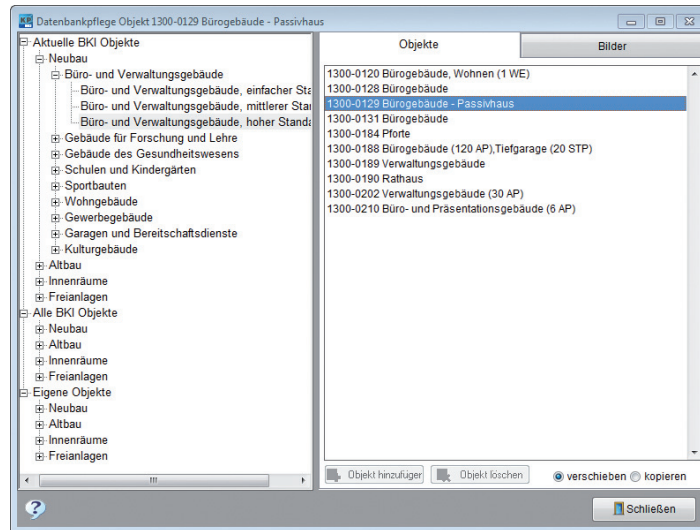 Datenbankpflege Objekt 1300-0129 Bürogebäude - Passivhaus
Aktuelle BKI Objekte
Neubau
Büro- und Verwaltungsgebäude
Büro- und Verwaltungsgebäude, einfacher Sta
Büro- und Verwaltungsgebäude, mittlerer Sta
Büro- und Verwaltungsgebäude, hoher Standa
Gebäude für Forschung und Lehre
Gebäude des Gesundheitswesens
Schulen und Kindergärten
Sportbauten
Wohngebäude
Gewerbegebäude
Garagen und Bereitschaftsdienste
Kulturgebäude
Altbau
Innenräume
Freianlagen
Alle BKI Objekte
Neubau
Altbau
Innenräume
Freianlagen
Eigene Objekte
Neubau
Altbau
Innenräume
Freianlagen
Objekte
Bilder
1300-0120 Bürogebäude, Wohnen (1 WE)
1300-0128 Bürogebäude
1300-0129 Bürogebäude - Passivhaus
1300-0131 Bürogebäude
1300-0184 Pforte
1300-0188 Bürogebäude (120 AP),Tiefgarage (20 STP)
1300-0189 Verwaltungsgebäude
1300-0190 Rathaus
1300-0202 Verwaltungsgebäude (30 AP)
1300-0210 Büro- und Präsentationsgebäude (6 AP)
Objekt hinzufügen
Objekt löschen
verschieben
kopieren
Schließen